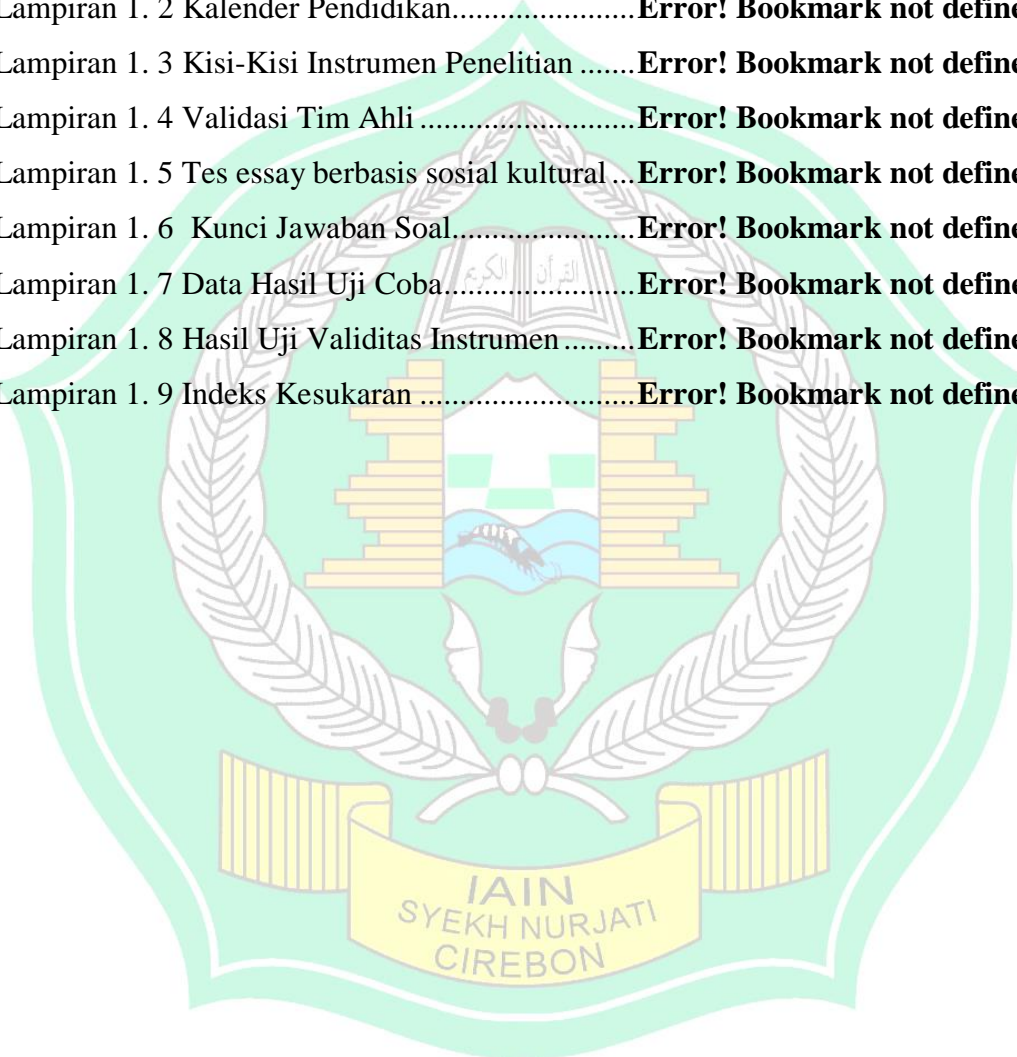 Lampiran 1. 2 Kalender Pendidikan.....................Error! Bookmark not define
Lampiran 1. 3 Kisi-Kisi Instrumen Penelitian .......Error! Bookmark not define
Lampiran 1. 4 Validasi Tim Ahli ........................Error! Bookmark not define
Lampiran 1. 5 Tes essay berbasis sosial kultural ...Error! Bookmark not define
Lampiran 1. 6  Kunci Jawaban Soal.....................Error! Bookmark not define
Lampiran 1. 7 Data Hasil Uji Coba......................Error! Bookmark not define
Lampiran 1. 8 Hasil Uji Validitas Instrumen .........Error! Bookmark not define
Lampiran 1. 9 Indeks Kesukaran ........................Error! Bookmark not define
القرآن الكريم
IAIN
SYEKH NURJATI
CIREBON